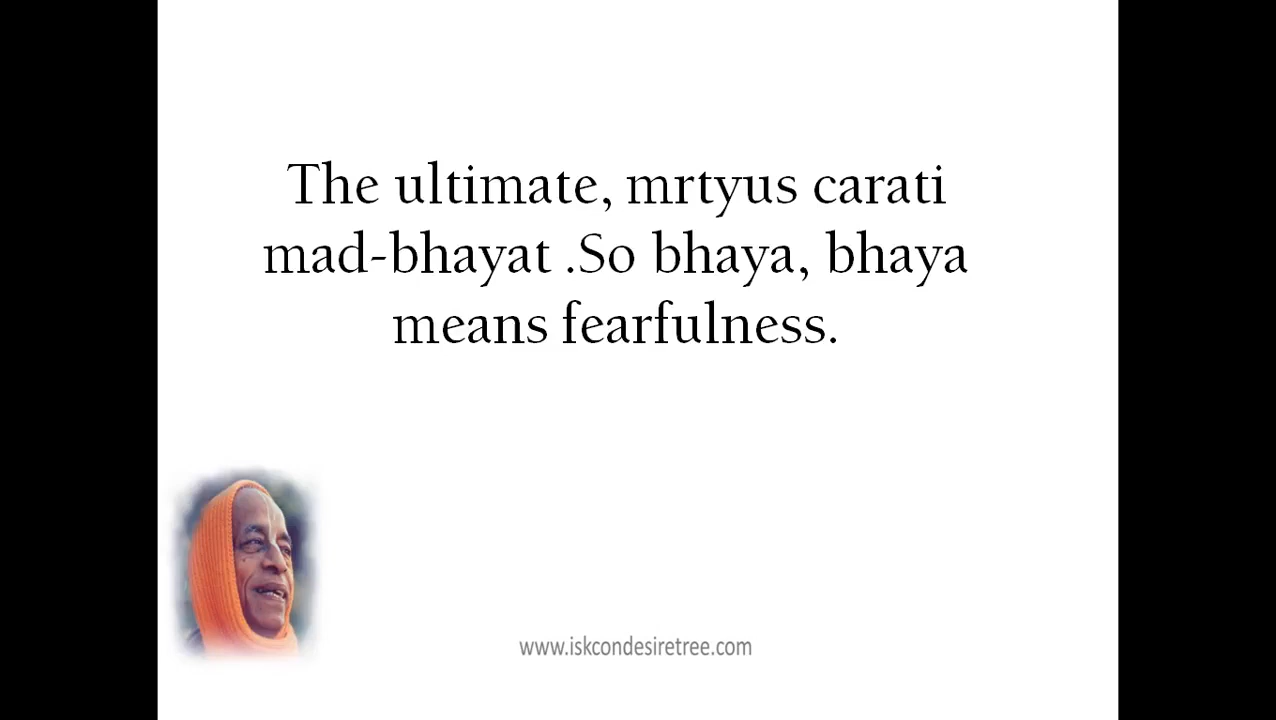 The ultimate, mrtyus carati
mad-bhayat .So bhaya, bhaya
means fearfulness.
www.iskcondesiretree.com